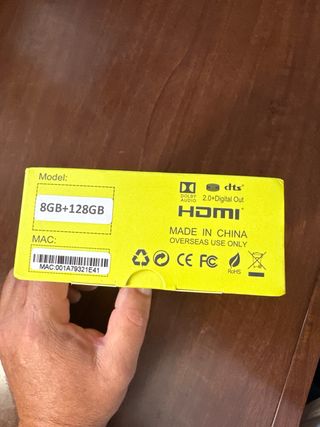 Model:
8GB+128GB
MAC:
MAC:001A79321E41
DOLBY
AUDIO
dts
2.0+Digital Out
HDMI
MADE IN CHINA
OVERSEAS USE ONLY
CE FC
RoHS